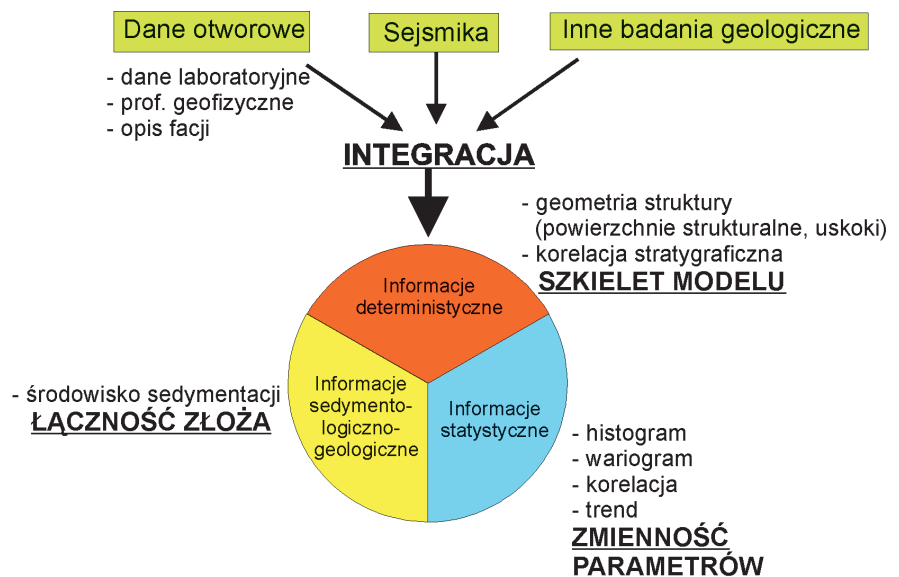 Dane otworowe
Sejsmika
Inne badania geologiczne
- dane laboratoryjne
- prof. geofizyczne
- opis facji
INTEGRACJA
- geometria struktury
(powierzchnie strukturalne, uskoki)
- korelacja stratygraficzna
SZKIELET MODELU
Informacje
deterministyczne
Informacje
sedymento-
logiczno-
geologiczne
Informacje
statystyczne
- środowisko sedymentacji
ŁĄCZNOŚĆ ZŁOŻA
- histogram
- wariogram
- korelacja
- trend
ZMIENNOŚĆ
PARAMETRÓW